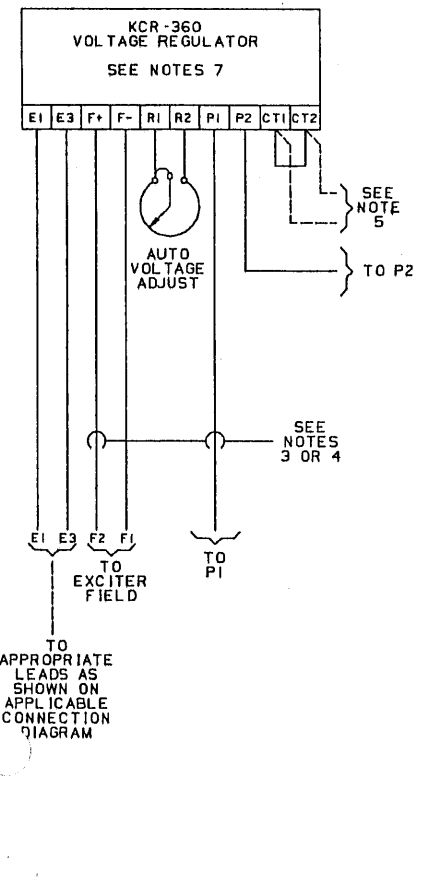 KCR-360
VOLTAGE REGULATOR
SEE NOTES 7
E1 E3 F+ F- R1 R2 P1 P2 CT1 CT2
SEE
NOTE
5
AUTO
VOLTAGE
ADJUST
TO P2
SEE
NOTES
3 OR 4
E1 E3 F2 F1
TO
EXCITER
FIELD
TO
P1
TO
APPROPRIATE
LEADS AS
SHOWN ON
APPLICABLE
CONNECTION
DIAGRAM